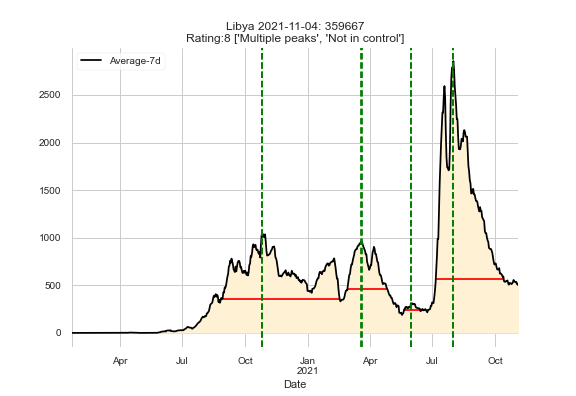 Libya 2021-11-04: 359667
Rating:8 ['Multiple peaks', 'Not in control']
Average-7d
2500
2000
1500
1000
500
0
Apr Jul Oct Jan Apr Jul Oct
2021
Date